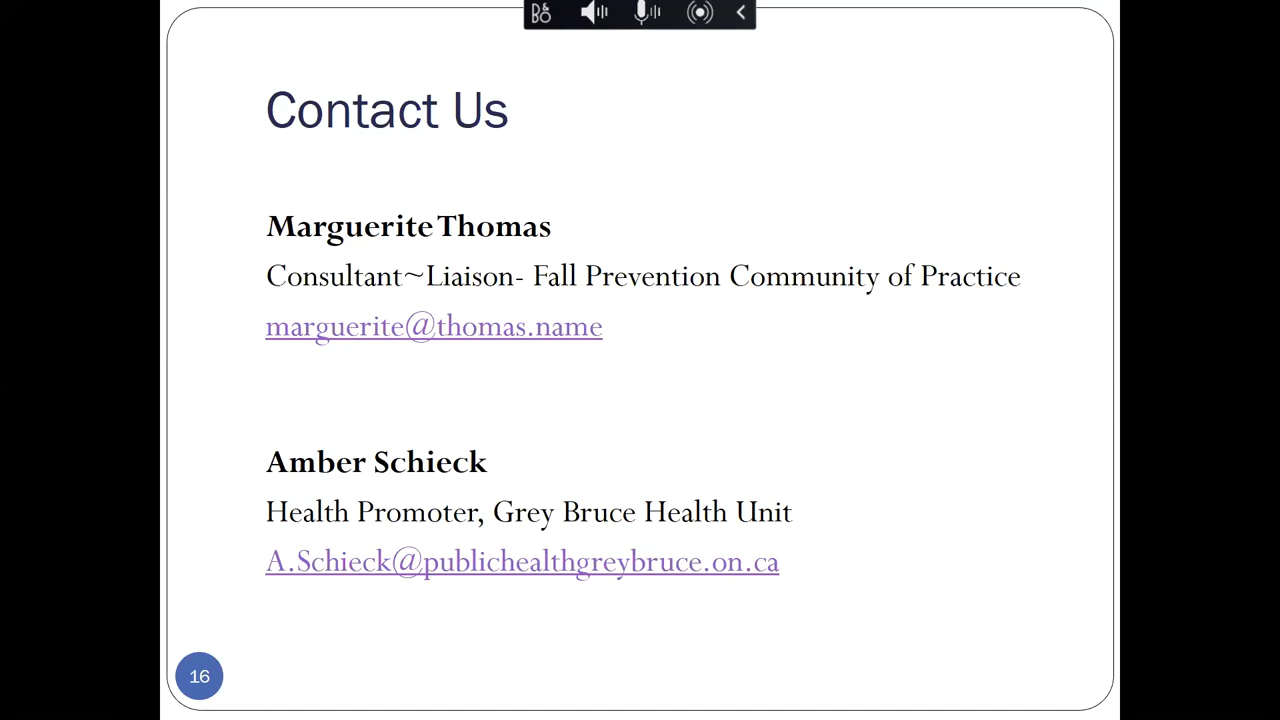 Contact Us
Marguerite Thomas
Consultant~Liaison- Fall Prevention Community of Practice
marguerite@thomas.name
Amber Schieck
Health Promoter, Grey Bruce Health Unit
A.Schieck@publichealthgreybruce.on.ca
16